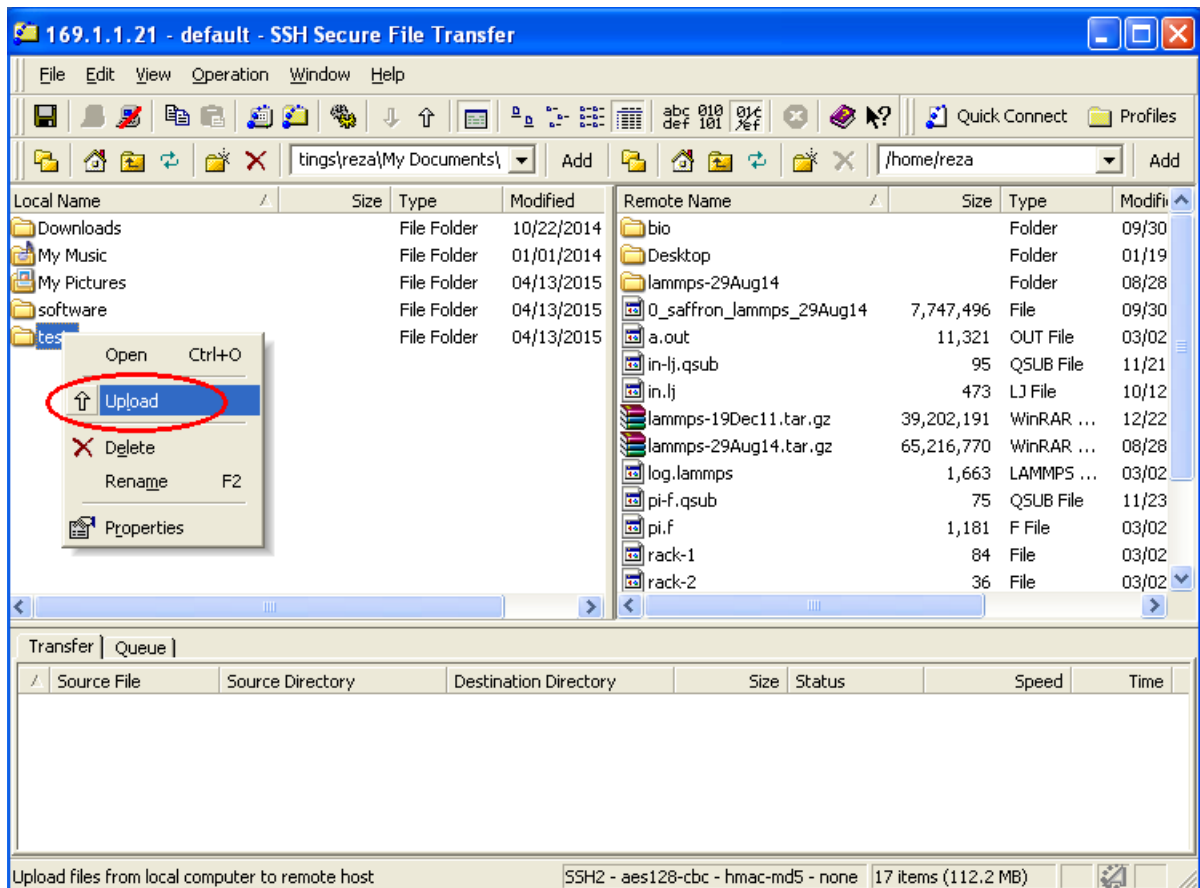 169.1.1.21 - default - SSH Secure File Transfer
File Edit View Operation Window Help
abc def 010 101 Quick Connect Profiles
tings\reza\My Documents\ Add /home/reza Add
Local Name Size Type Modified Remote Name Size Type Modifi
Downloads File Folder 10/22/2014 bio Folder 09/30
My Music File Folder 01/01/2014 Desktop Folder 01/19
My Pictures File Folder 04/13/2015 lammps-29Aug14 Folder 08/28
software File Folder 04/13/2015 0_saffron_lammps_29Aug14 7,747,496 File 09/30
tes File Folder 04/13/2015 a.out 11,321 OUT File 03/02
Open Ctrl+O in-lj.qsub 95 QSUB File 11/21
Upload in.lj 473 LJ File 10/12
lammps-19Dec11.tar.gz 39,202,191 WinRAR ... 12/22
Delete lammps-29Aug14.tar.gz 65,216,770 WinRAR ... 08/28
Rename F2 log.lammps 1,663 LAMMPS ... 03/02
pi-f.qsub 75 QSUB File 11/23
Properties pi.f 1,181 F File 03/02
rack-1 84 File 03/02
rack-2 36 File 03/02
Transfer Queue
Source File Source Directory Destination Directory Size Status Speed Time
Upload files from local computer to remote host SSH2 - aes128-cbc - hmac-md5 - none 17 items (112.2 MB)